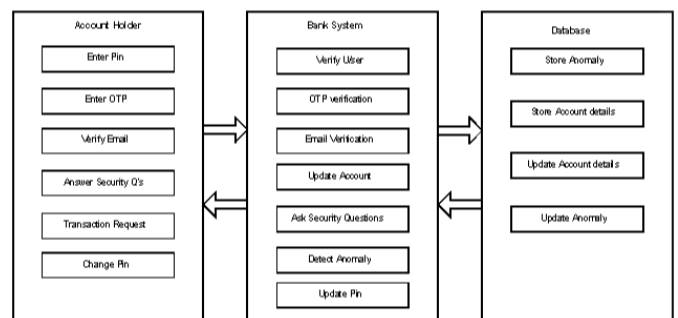 Account Holder
Enter Pin
Enter OTP
Verify Email
Answer Security Q's
Transaction Request
Change Pin
Bank System
Verify User
OTP verification
Email Verification
Update Account
Ask Security Questions
Detect Anomaly
Update Pin
Database
Store Anomaly
Store Account details
Update Account details
Update Anomaly